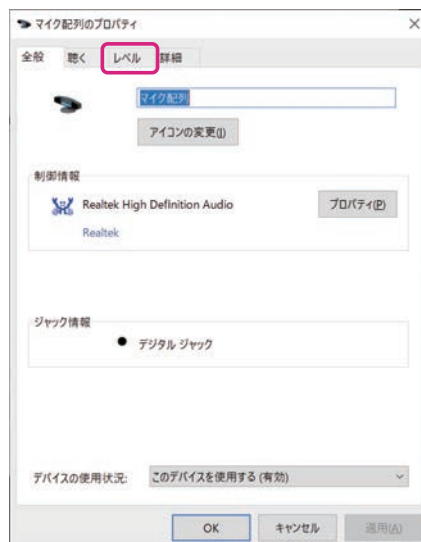 マイク配列のプロパティ
全般 聴く レベル 詳細
マイク配列
アイコンの変更(I)
制御情報
Realtek High Definition Audio プロパティ(P)
Realtek
ジャック情報
デジタル ジャック
デバイスの使用状況: このデバイスを使用する (有効)
OK キャンセル 適用(A)